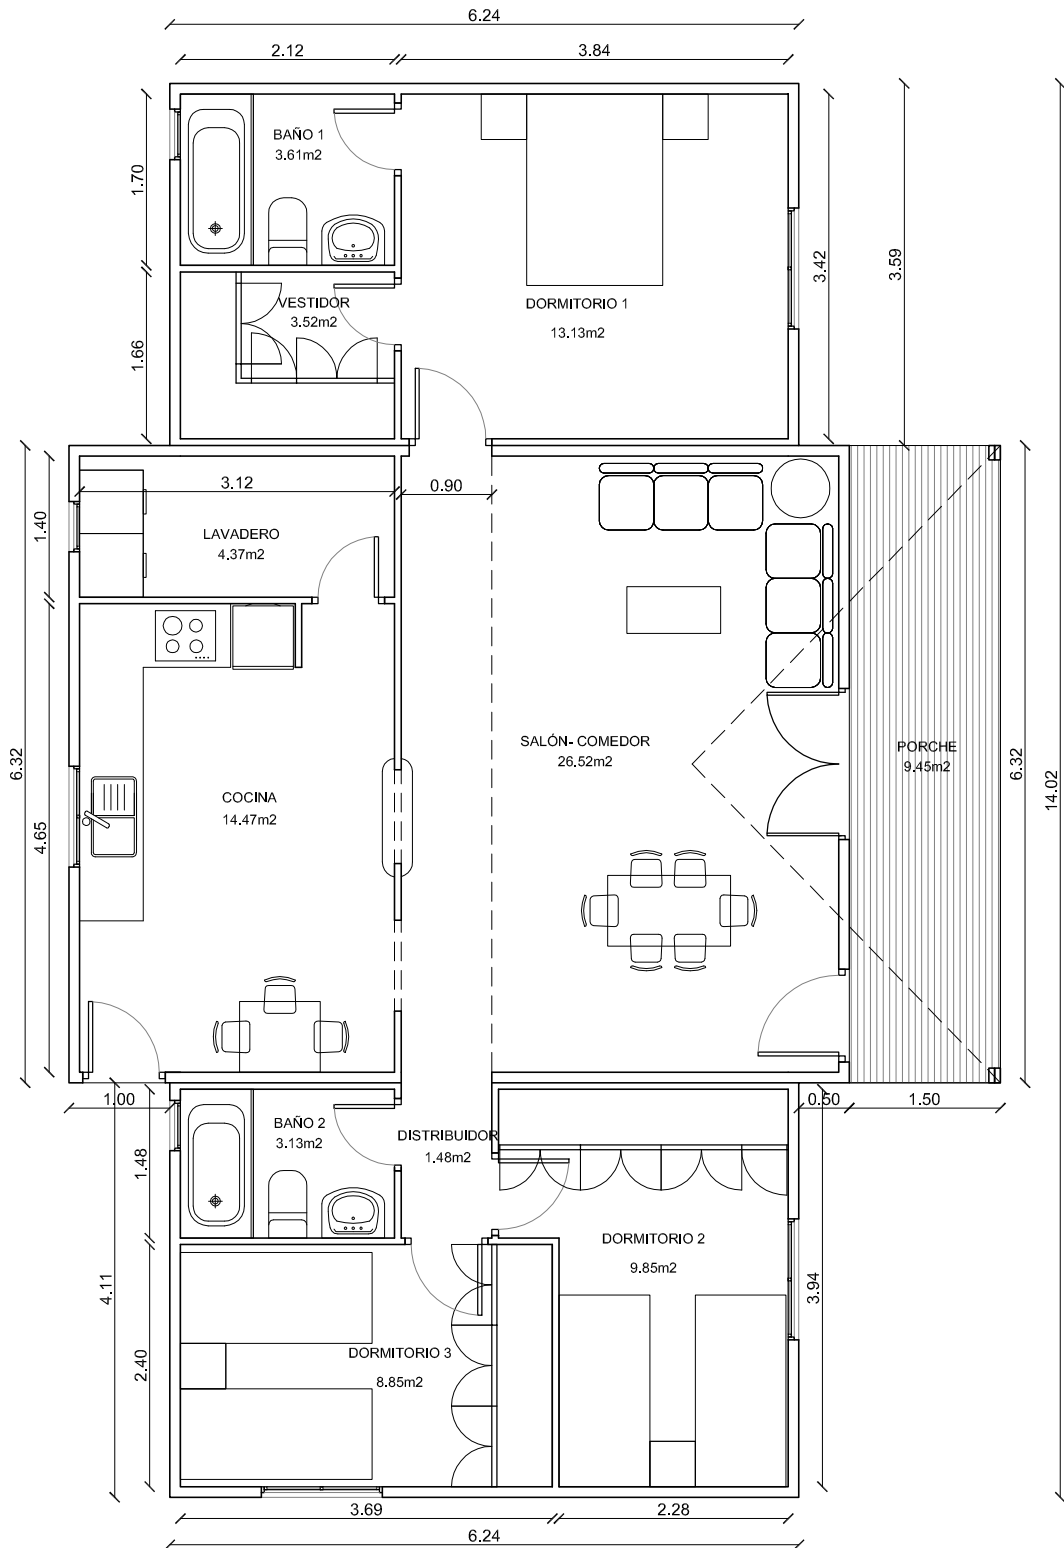 6.24
2.12
3.84
BAÑO 1
3.61m2
1.70
3.42
3.59
VESTIDOR
3.52m2
DORMITORIO 1
13.13m2
1.66
3.12
0.90
1.40
LAVADERO
4.37m2
SALÓN- COMEDOR
26.52m2
PORCHE
9.45m2
6.32
6.32
14.02
COCINA
14.47m2
4.65
1.00
0.50
1.50
BAÑO 2
3.13m2
DISTRIBUIDOR
1.48m2
1.48
DORMITORIO 2
9.85m2
4.11
3.94
DORMITORIO 3
8.85m2
2.40
3.69
2.28
6.24